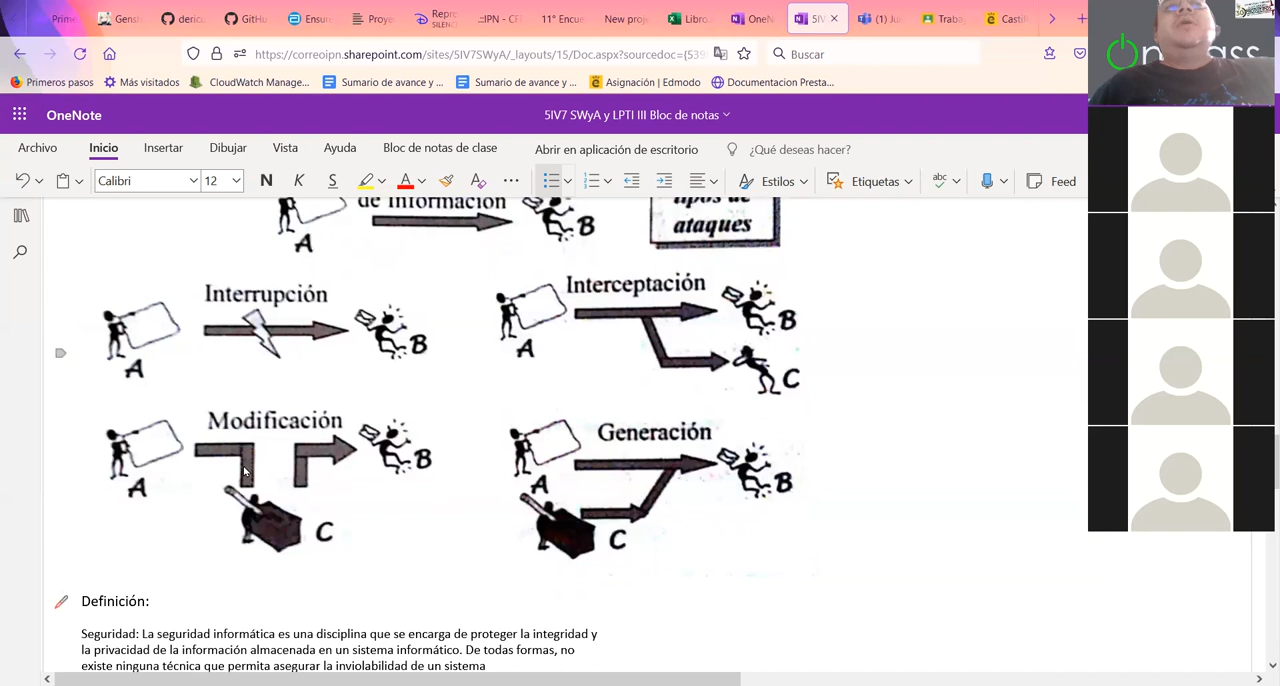 Prime
Gensh
dencu
GitHu
Ensure
Proye
Repro
SILENC
::IPN - CF
11° Encue
New proj
Libro.
OneN
5IV
(1) Ju
Traba
Castil
https://correoipn.sharepoint.com/sites/5IV7SWyA/_layouts/15/Doc.aspx?sourcedoc={539
Buscar
Primeros pasos
Más visitados
CloudWatch Manage...
Sumario de avance y ...
Sumario de avance y ...
Asignación | Edmodo
Documentacion Presta...
OneNote
5IV7 SWyA y LPTI III Bloc de notas
Archivo
Inicio
Insertar
Dibujar
Vista
Ayuda
Bloc de notas de clase
Abrir en aplicación de escritorio
¿Qué deseas hacer?
Calibri
12
N
K
S
A
Estilos
Etiquetas
abc
Feed
de información
A
B
tipos de
ataques
Interrupción
A
B
Interceptación
A
B
C
Modificación
A
B
C
Generación
A
B
C
Definición:
Seguridad: La seguridad informática es una disciplina que se encarga de proteger la integridad y
la privacidad de la información almacenada en un sistema informático. De todas formas, no
existe ninguna técnica que permita asegurar la inviolabilidad de un sistema